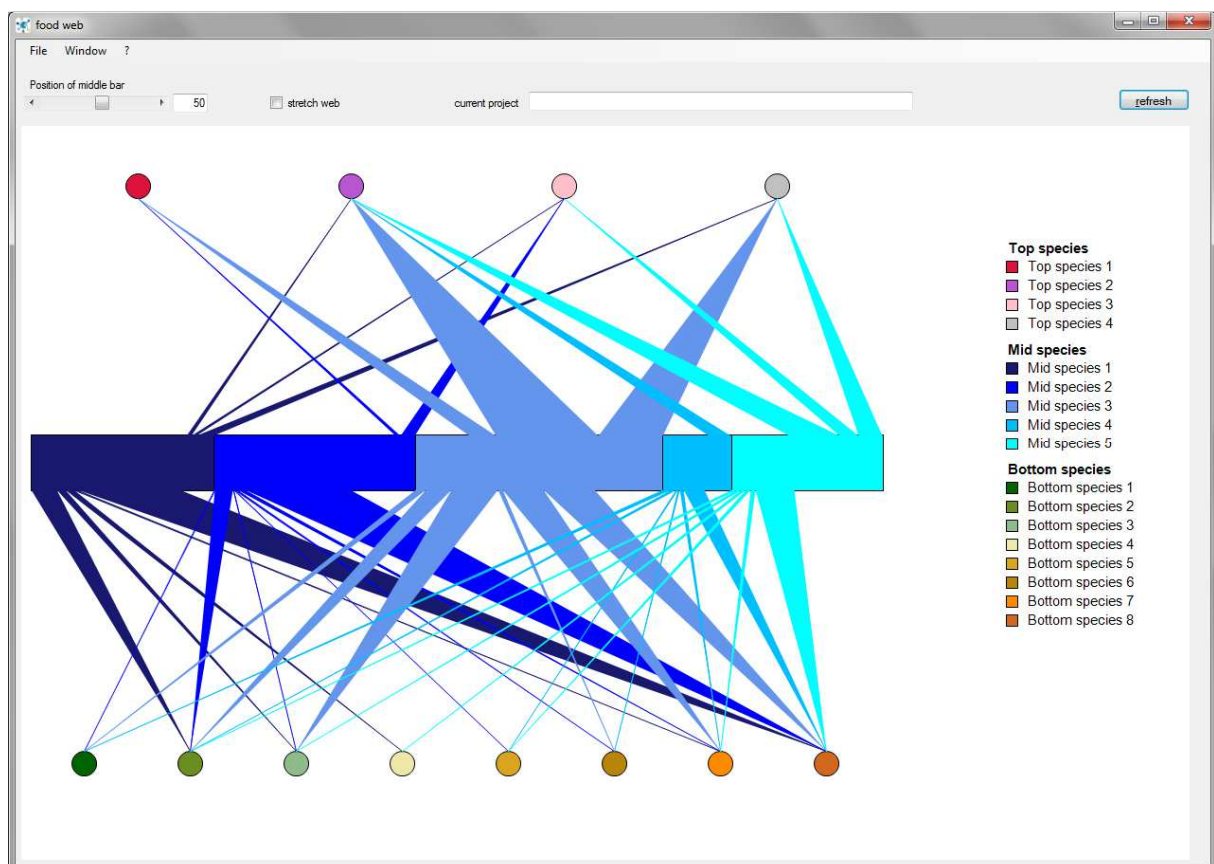 food web
File Window ?
Position of middle bar
50
stretch web
current project
refresh
Top species
Top species 1
Top species 2
Top species 3
Top species 4
Mid species
Mid species 1
Mid species 2
Mid species 3
Mid species 4
Mid species 5
Bottom species
Bottom species 1
Bottom species 2
Bottom species 3
Bottom species 4
Bottom species 5
Bottom species 6
Bottom species 7
Bottom species 8